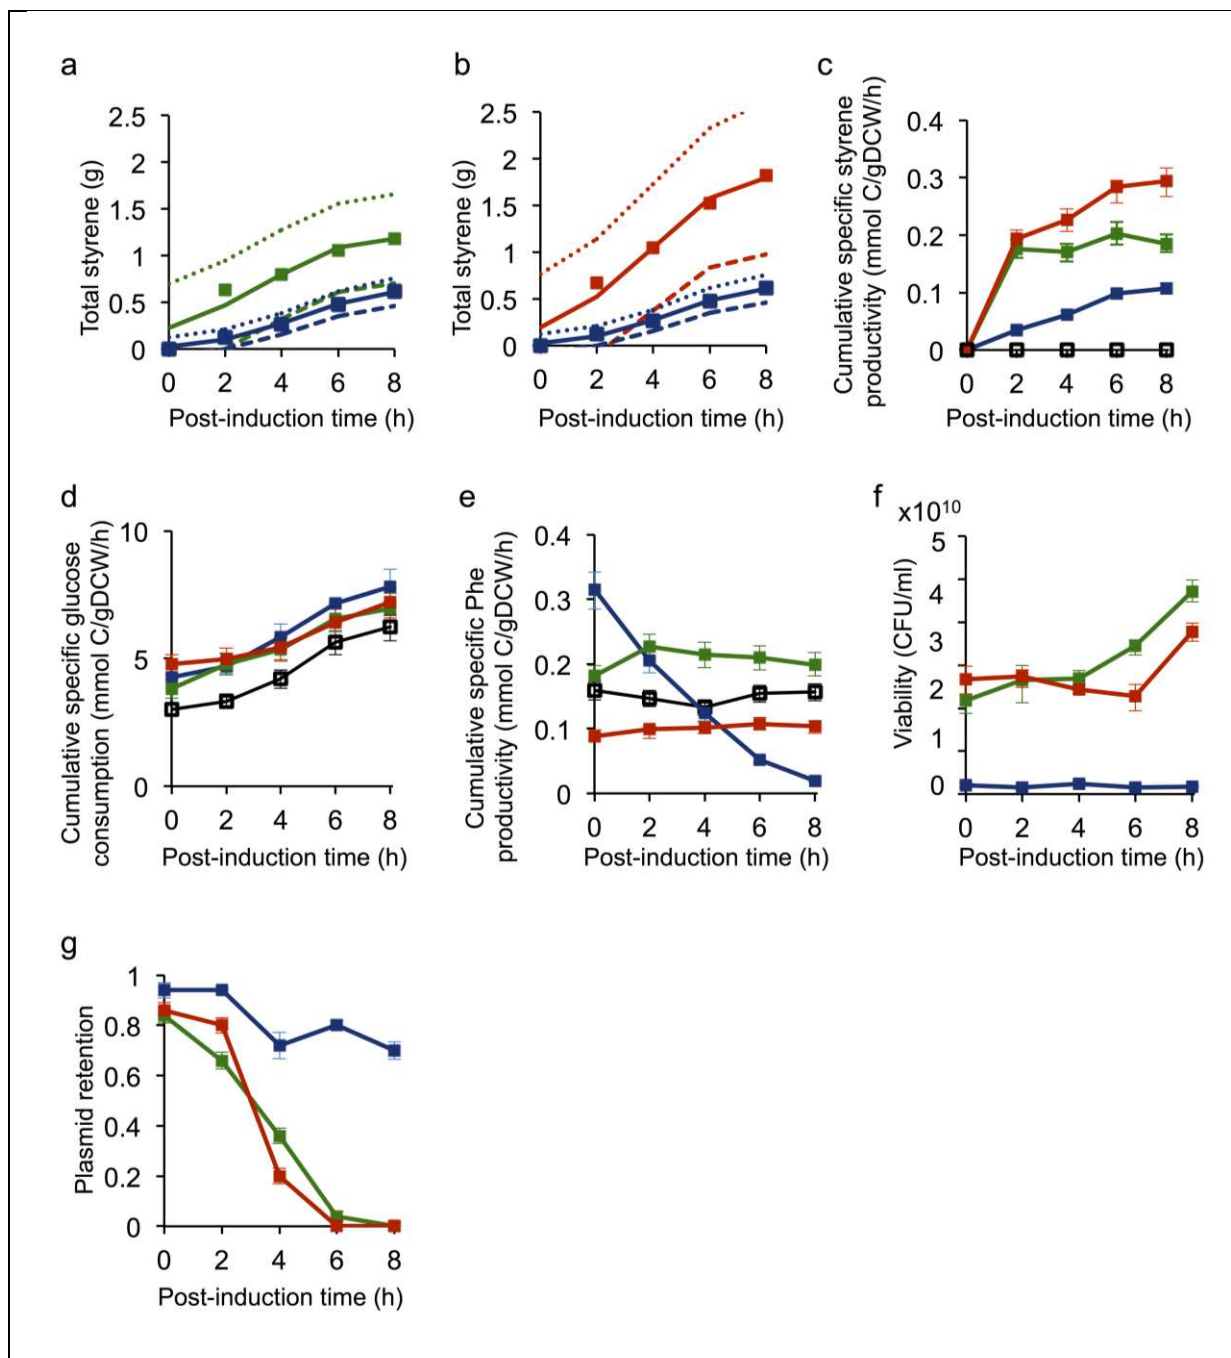 a
Total styrene (g)
2.5
2
1.5
1
0.5
0
0 2 4 6 8
Post-induction time (h)
b
Total styrene (g)
2.5
2
1.5
1
0.5
0
0 2 4 6 8
Post-induction time (h)
c
Cumulative specific styrene
productivity (mmol C/gDCW/h)
0.4
0.3
0.2
0.1
0
0 2 4 6 8
Post-induction time (h)
d
Cumulative specific glucose
consumption (mmol C/gDCW/h)
10
5
0
0 2 4 6 8
Post-induction time (h)
e
Cumulative specific Phe
productivity (mmol C/gDCW/h)
0.4
0.3
0.2
0.1
0
0 2 4 6 8
Post-induction time (h)
f
x10¹⁰
Viability (CFU/ml)
5
4
3
2
1
0
0 2 4 6 8
Post-induction time (h)
g
Plasmid retention
1
0.8
0.6
0.4
0.2
0
0 2 4 6 8
Post-induction time (h)